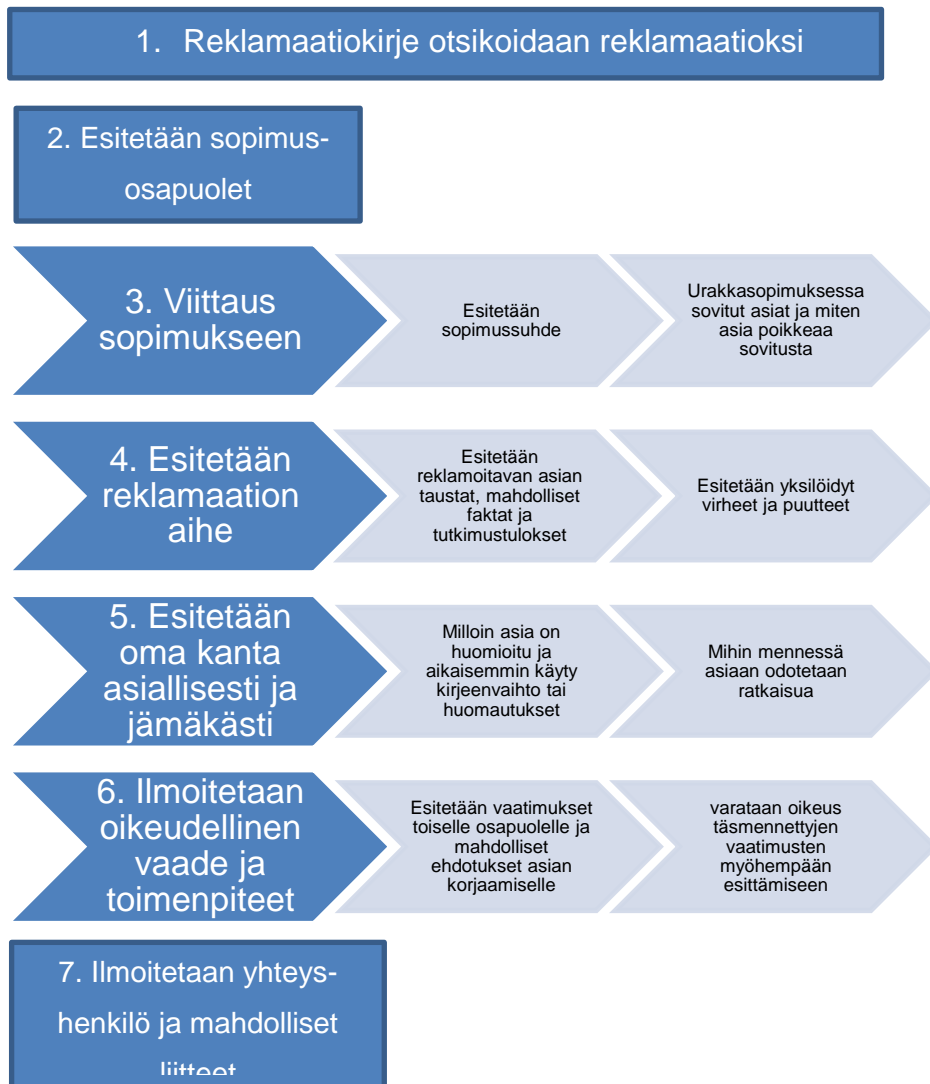 1. Reklamaatiokirje otsikoidaan reklamaatioksi
2. Esitetään sopimus-
osapuolet
3. Viittaus
sopimukseen
Esitetään
sopimussuhde
Urakkasopimuksessa
sovitut asiat ja miten
asia poikkeaa
sovitusta
4. Esitetään
reklamaation
aihe
Esitetään
reklamoitavan asian
taustat, mahdolliset
faktat ja
tutkimustulokset
Esitetään yksilöidyt
virheet ja puutteet
5. Esitetään
oma kanta
asiallisesti ja
jämäkästi
Milloin asia on
huomioitu ja
aikaisemmin käyty
kirjeenvaihto tai
huomautukset
Mihin mennessä
asiaan odotetaan
ratkaisua
6. Ilmoitetaan
oikeudellinen
vaade ja
toimenpiteet
Esitetään vaatimukset
toiselle osapuolelle ja
mahdolliset
ehdotukset asian
korjaamiselle
varataan oikeus
täsmennettyjen
vaatimusten
myöhempään
esittämiseen
7. Ilmoitetaan yhteys-
henkilö ja mahdolliset
liitteet